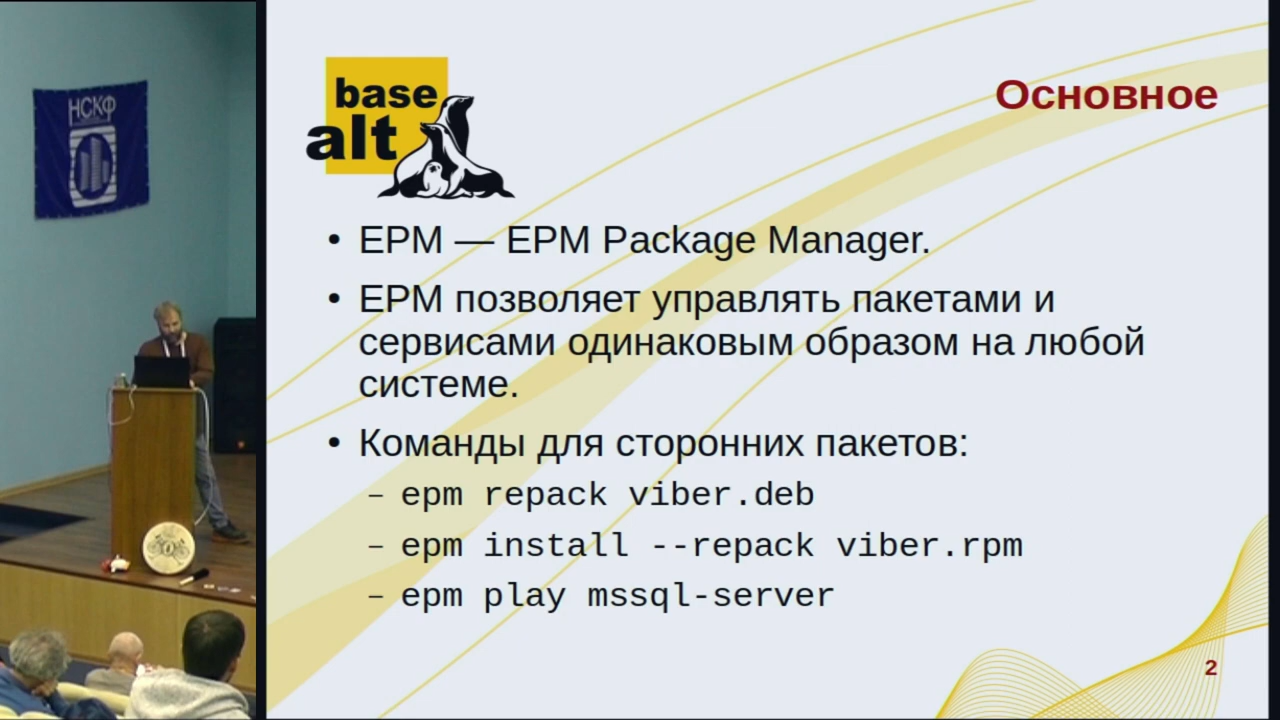 НСКФ
base
alt
Основное
• EPM — EPM Package Manager.
• EPM позволяет управлять пакетами и
сервисами одинаковым образом на любой
системе.
• Команды для сторонних пакетов:
– epm repack viber.deb
– epm install --repack viber.rpm
– epm play mssql-server
2